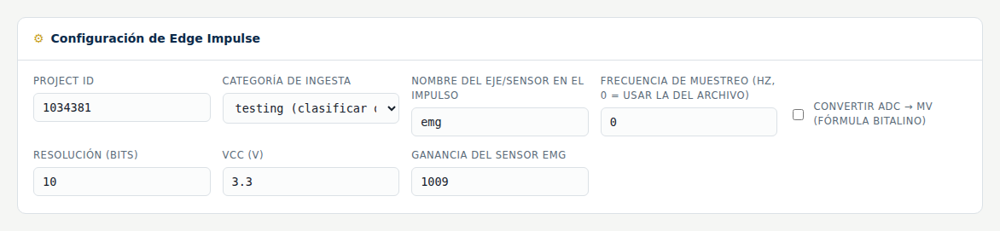 ⚙ Configuración de Edge Impulse
PROJECT ID
1034381
CATEGORÍA DE INGESTA
testing (clasificar
NOMBRE DEL EJE/SENSOR EN EL
IMPULSO
emg
FRECUENCIA DE MUESTREO (HZ,
0 = USAR LA DEL ARCHIVO)
0
CONVERTIR ADC → MV
(FÓRMULA BITALINO)
RESOLUCIÓN (BITS)
10
VCC (V)
3.3
GANANCIA DEL SENSOR EMG
1009